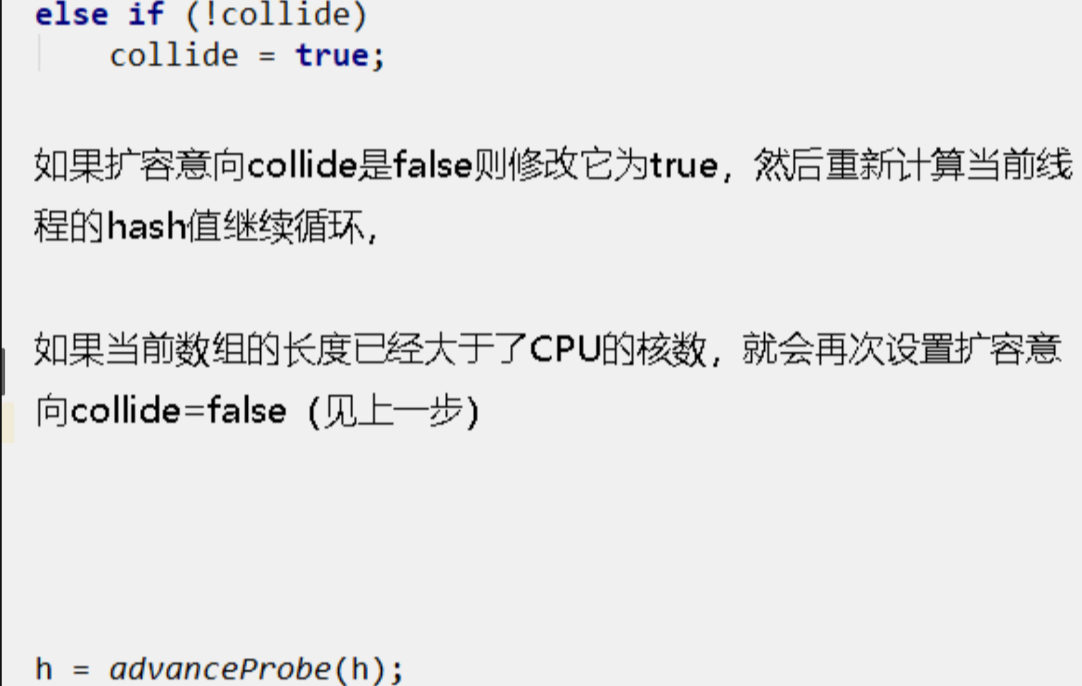 else if (!collide)
collide = true;
如果扩容意向collide是false则修改它为true，然后重新计算当前线
程的hash值继续循环，
如果当前数组的长度已经大于了CPU的核数，就会再次设置扩容意
向collide=false（见上一步）
h = advanceProbe(h);